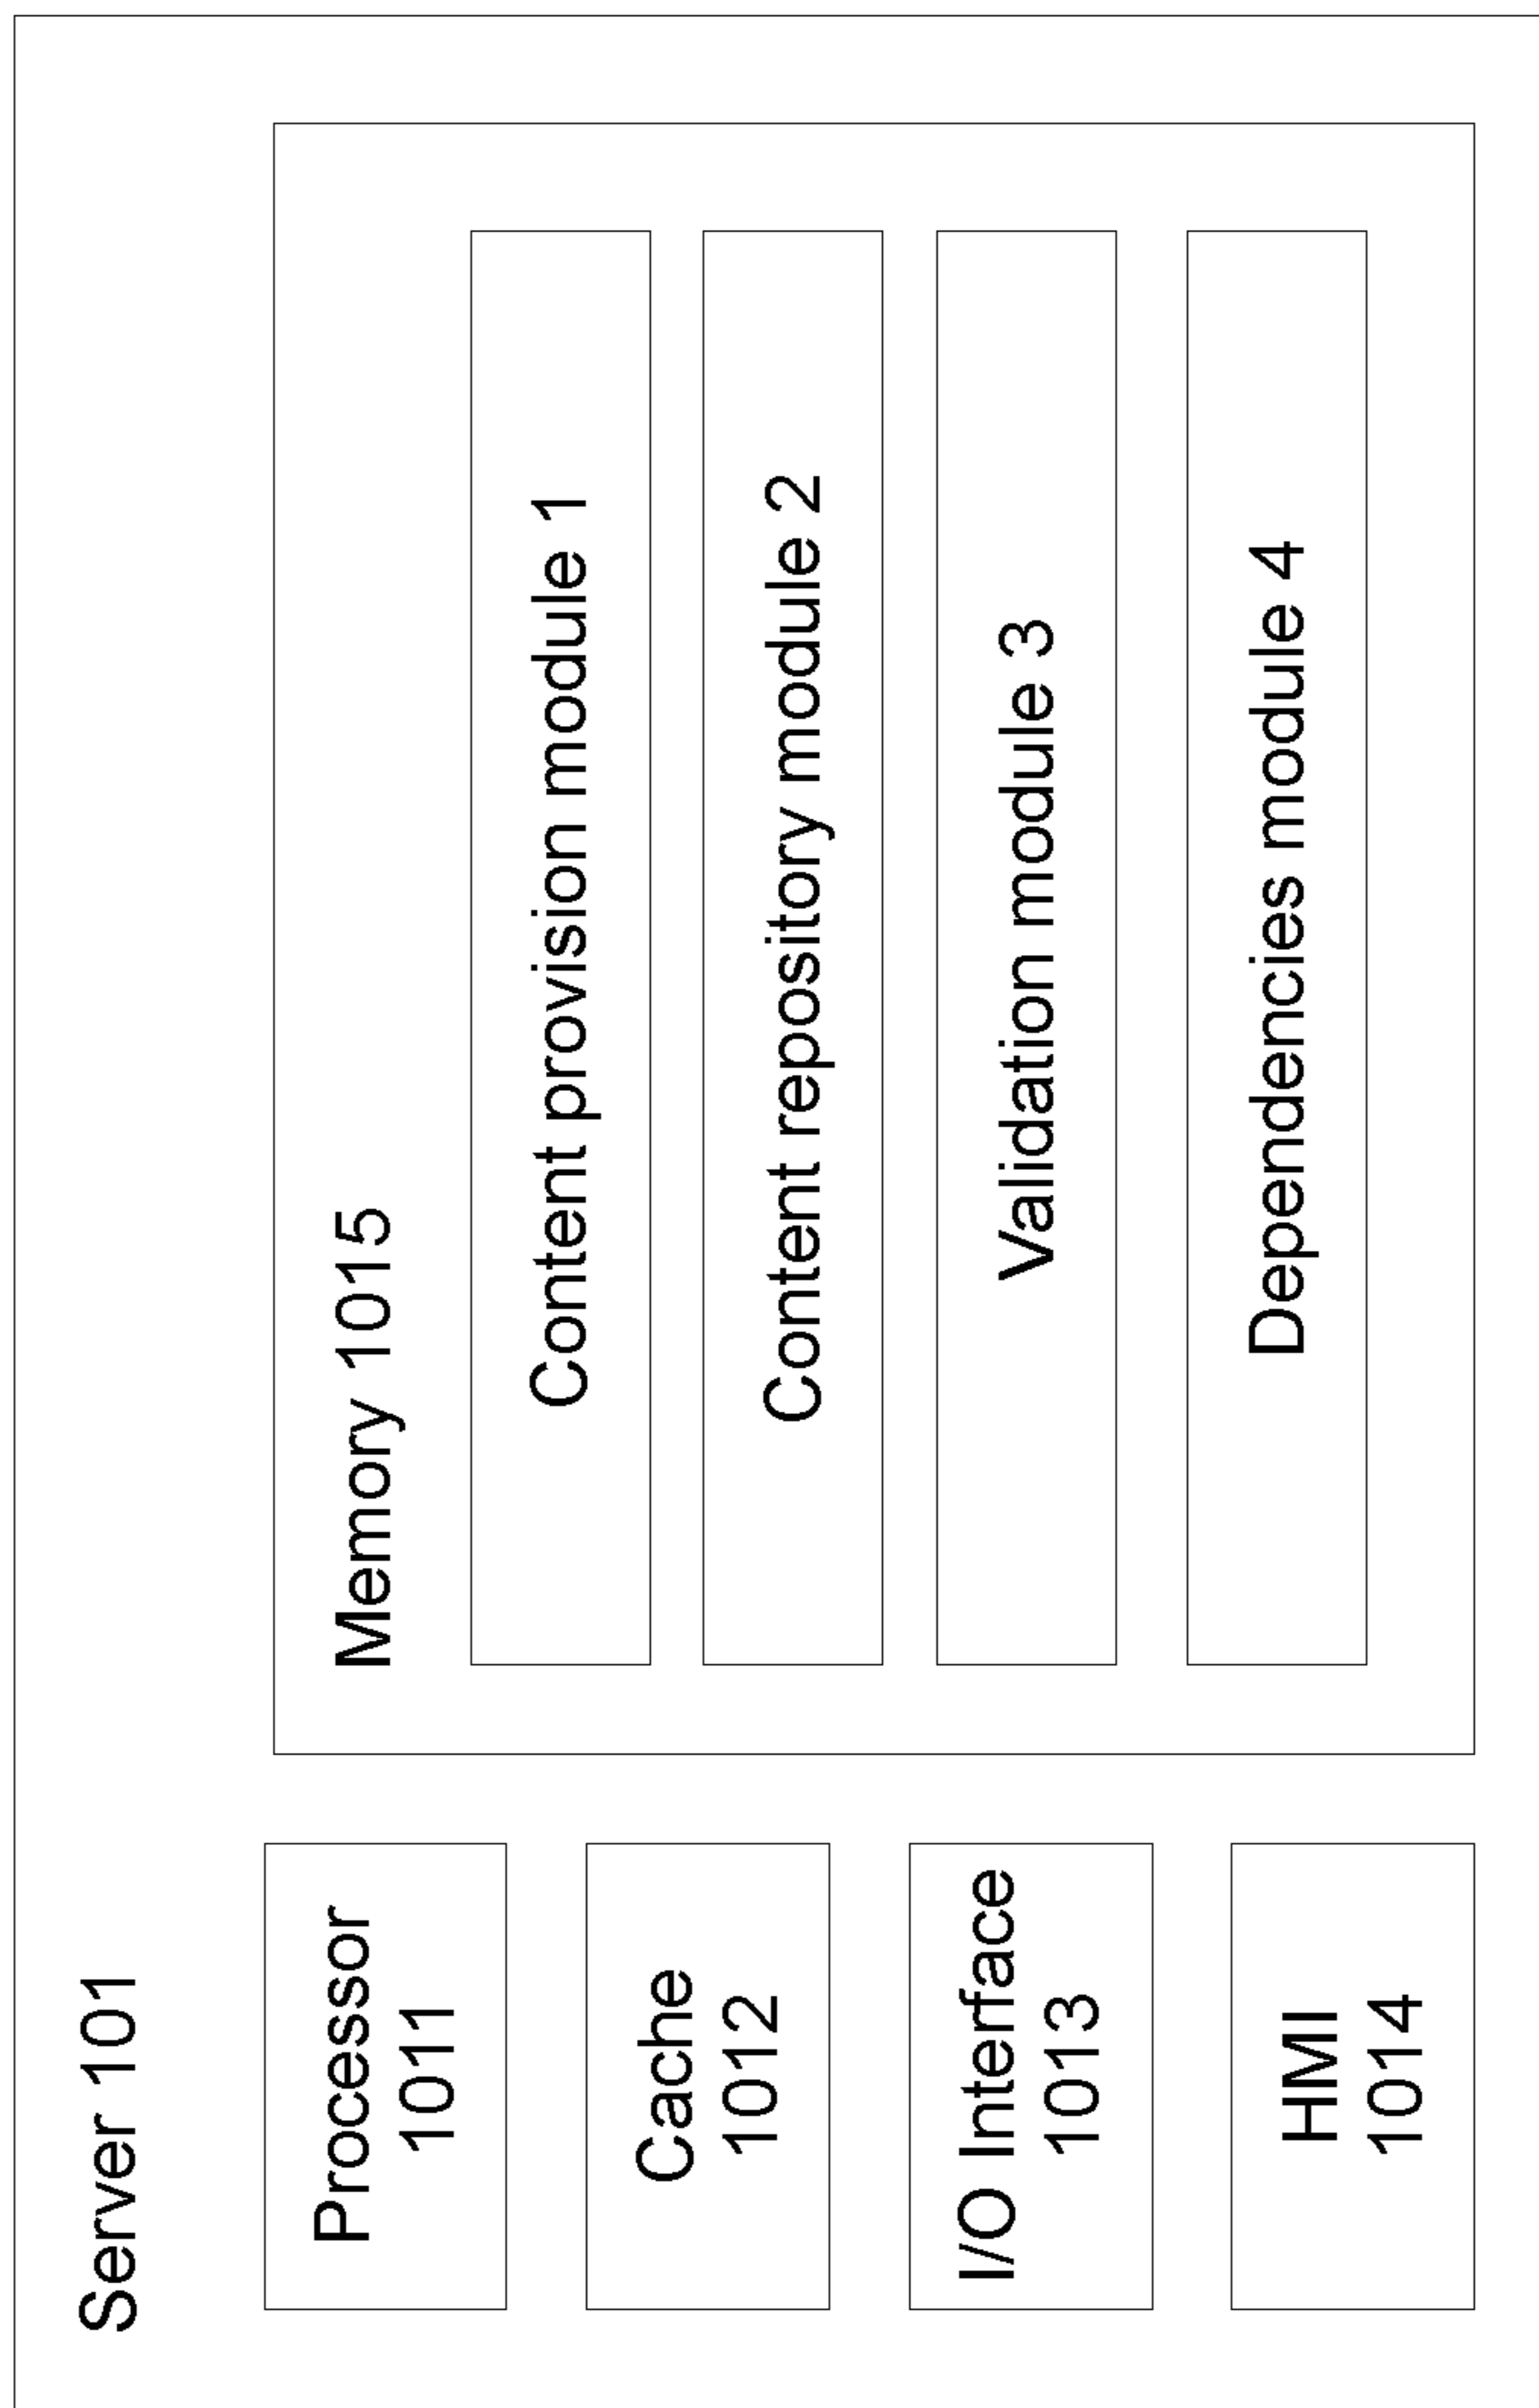 Server 101
Processor
1011
Cache
1012
I/O Interface
1013
HMI
1014
Memory 1015
Content provision module 1
Content repository module 2
Validation module 3
Dependencies module 4